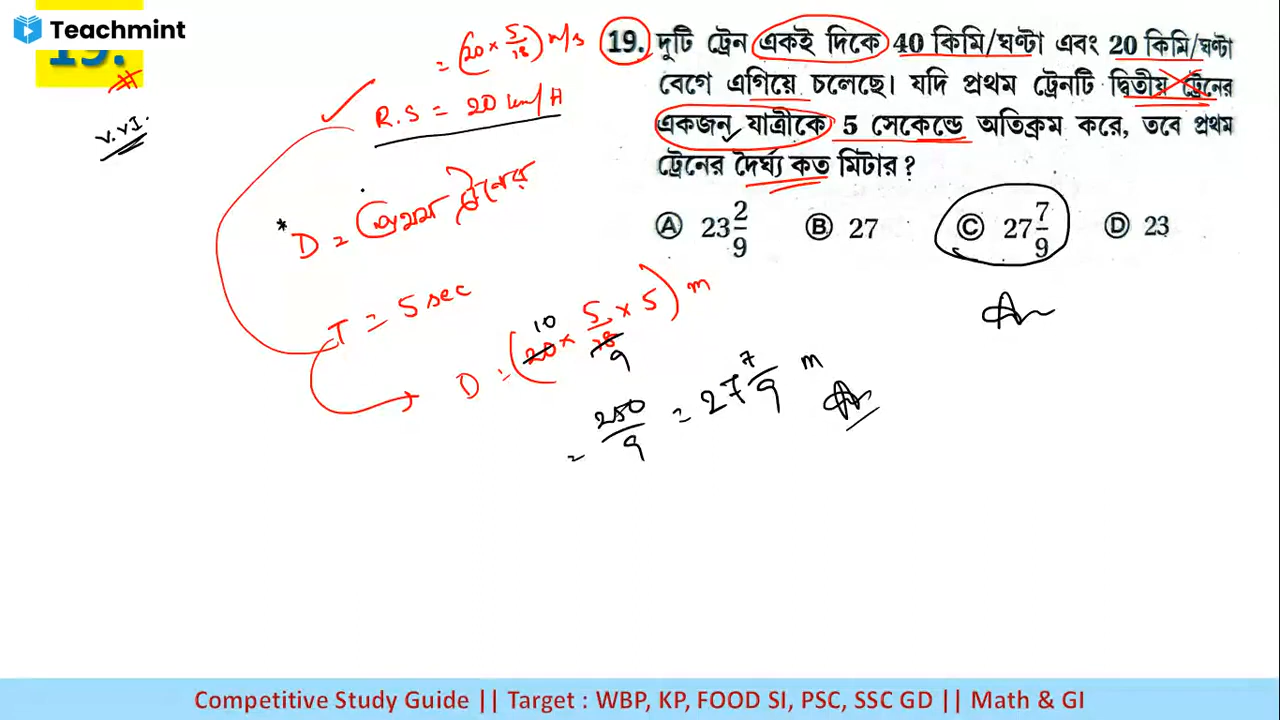 Teachmint
19.
V.V.I.
= (20 × 5/18) m/s
R.S = 20 km/H
* D = প্রথম ট্রেনের
T = 5 sec
D = (20 × 5/18 × 5) m
10
9
= 250/9 = 27 7/9 m
19. দুটি ট্রেন একই দিকে 40 কিমি/ঘণ্টা এবং 20 কিমি/ঘণ্টা
বেগে এগিয়ে চলেছে। যদি প্রথম ট্রেনটি দ্বিতীয় ট্রেনের
একজন যাত্রীকে 5 সেকেন্ডে অতিক্রম করে, তবে প্রথম
ট্রেনের দৈর্ঘ্য কত মিটার ?
A 23 2/9 B 27 C 27 7/9 D 23
Competitive Study Guide || Target : WBP, KP, FOOD SI, PSC, SSC GD || Math & GI